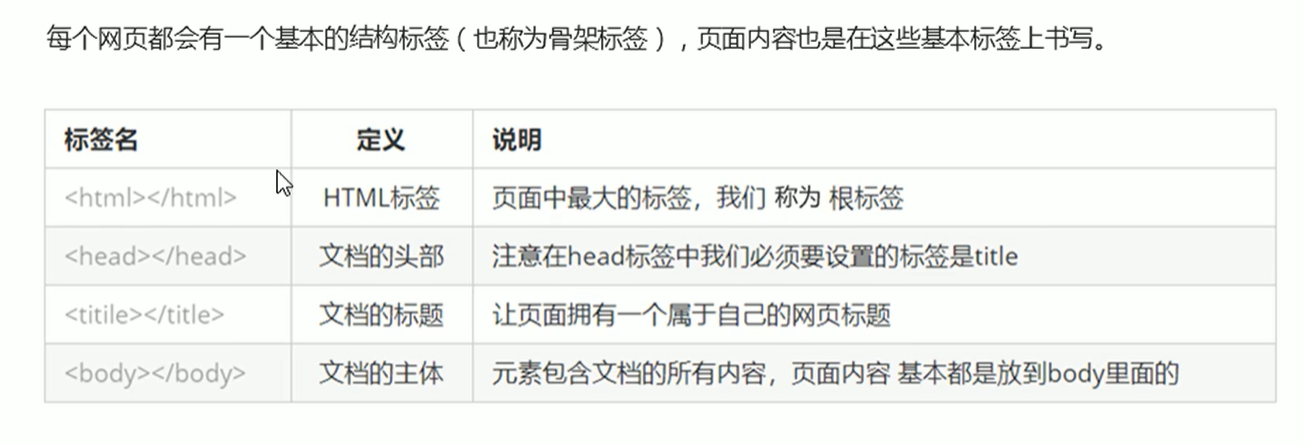 每个网页都会有一个基本的结构标签（也称为骨架标签），页面内容也是在这些基本标签上书写。
标签名 定义 说明
<html></html> HTML标签 页面中最大的标签，我们 称为 根标签
<head></head> 文档的头部 注意在head标签中我们必须要设置的标签是title
<titile></title> 文档的标题 让页面拥有一个属于自己的网页标题
<body></body> 文档的主体 元素包含文档的所有内容，页面内容 基本都是放到body里面的